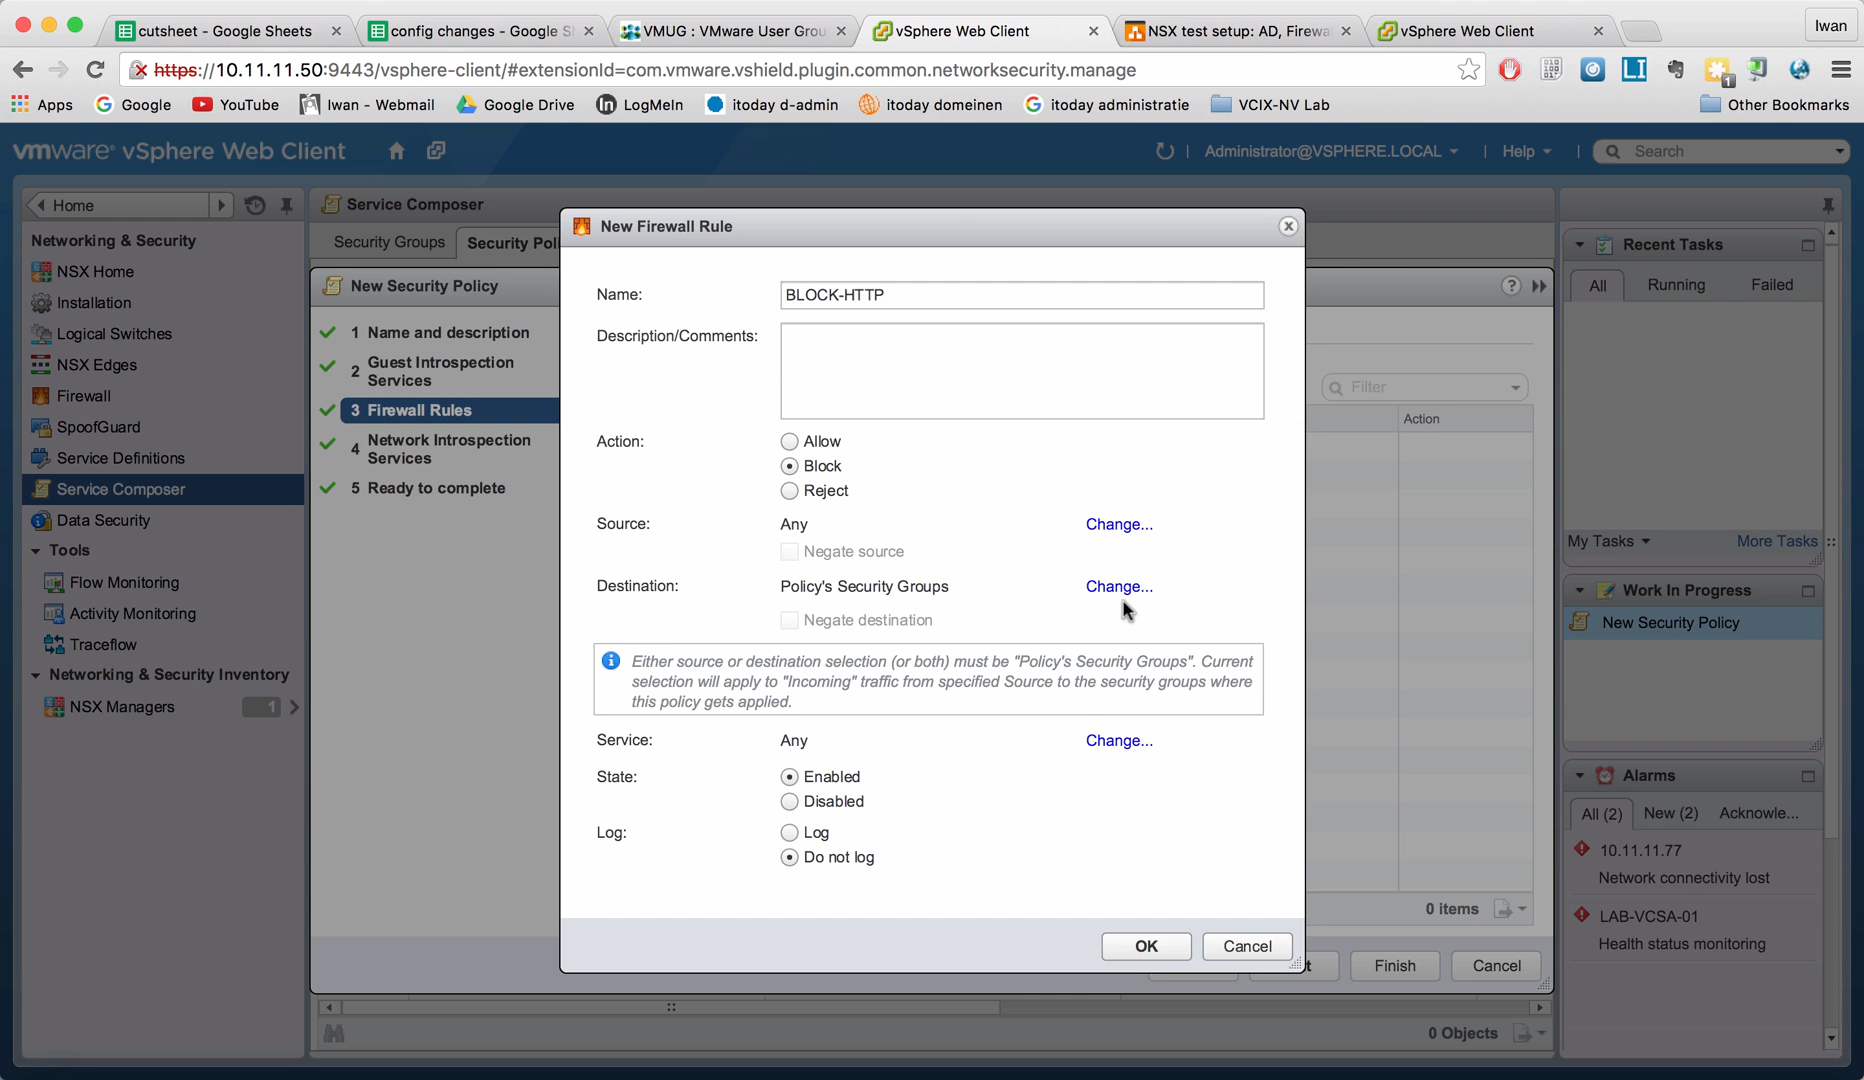 cutsheet - Google Sheets
config changes - Google S
VMUG : VMware User Grou
vSphere Web Client
NSX test setup: AD, Firewa
vSphere Web Client
Iwan
https://10.11.11.50:9443/vsphere-client/#extensionId=com.vmware.vshield.plugin.common.networksecurity.manage
Apps
Google
YouTube
Iwan - Webmail
Google Drive
LogMeIn
itoday d-admin
itoday domeinen
itoday administratie
VCIX-NV Lab
Other Bookmarks
vmware® vSphere Web Client
Administrator@VSPHERE.LOCAL
Help
Search
Home
Networking & Security
NSX Home
Installation
Logical Switches
NSX Edges
Firewall
SpoofGuard
Service Definitions
Service Composer
Data Security
Tools
Flow Monitoring
Activity Monitoring
Traceflow
Networking & Security Inventory
NSX Managers 1
Service Composer
Security Groups
Security Pol
New Security Policy
1 Name and description
2 Guest Introspection
Services
3 Firewall Rules
4 Network Introspection
Services
5 Ready to complete
New Firewall Rule
Name:
BLOCK-HTTP
Description/Comments:
Action:
Allow
Block
Reject
Source:
Any
Change...
Negate source
Destination:
Policy's Security Groups
Change...
Negate destination
Either source or destination selection (or both) must be "Policy's Security Groups". Current
selection will apply to "Incoming" traffic from specified Source to the security groups where
this policy gets applied.
Service:
Any
Change...
State:
Enabled
Disabled
Log:
Log
Do not log
OK
Cancel
Filter
Action
0 items
t
Finish
Cancel
0 Objects
Recent Tasks
All
Running
Failed
My Tasks
More Tasks
Work In Progress
New Security Policy
Alarms
All (2)
New (2)
Acknowle...
10.11.11.77
Network connectivity lost
LAB-VCSA-01
Health status monitoring